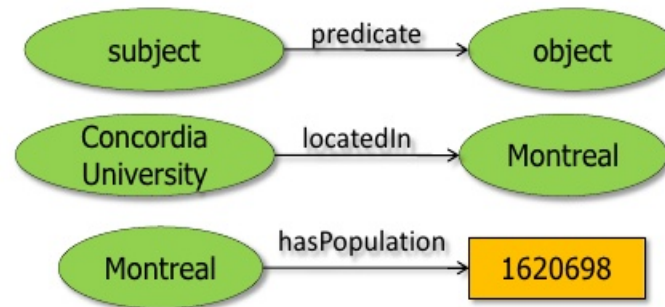 subject predicate object
Concordia
University
locatedIn
Montreal
Montreal
hasPopulation
1620698